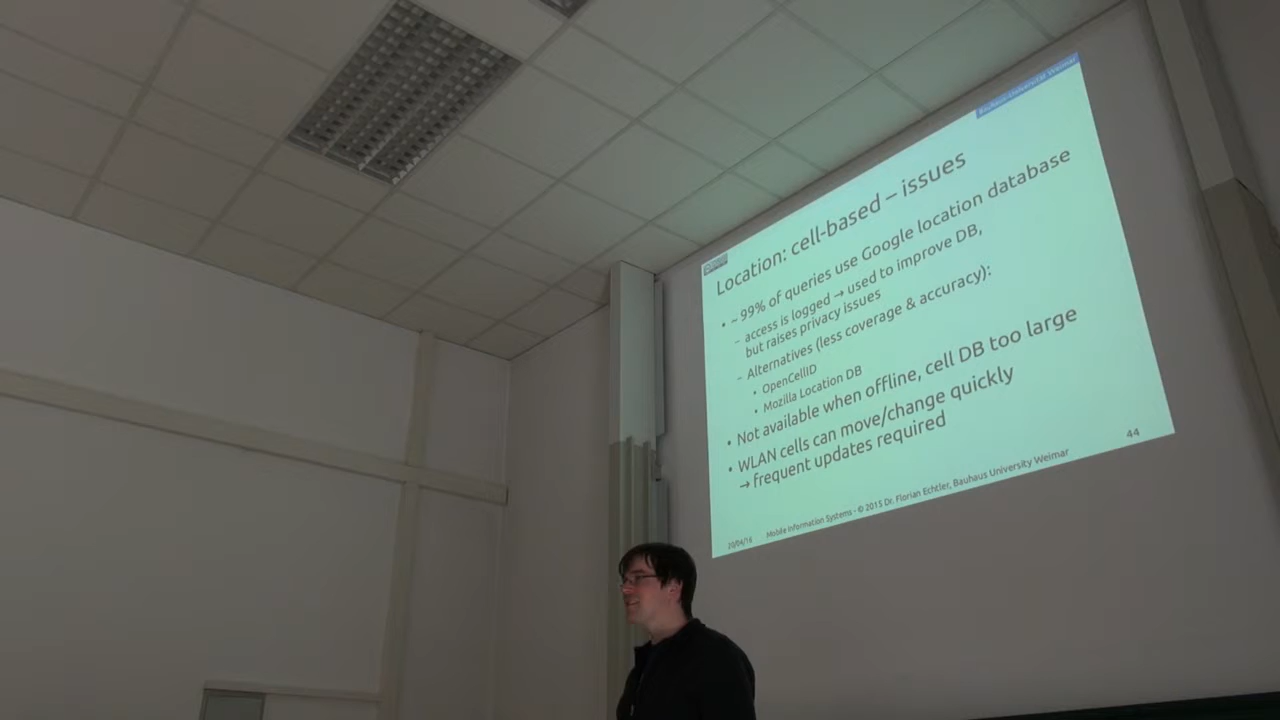 Bauhaus-Universität Weimar
Location: cell-based – issues
• ~ 99% of queries use Google location database
– access is logged → used to improve DB,
but raises privacy issues
– Alternatives (less coverage & accuracy):
• OpenCellID
• Mozilla Location DB
• Not available when offline, cell DB too large
• WLAN cells can move/change quickly
→ frequent updates required
20/04/16
Mobile Information Systems - © 2015 Dr. Florian Echtler, Bauhaus University Weimar
44